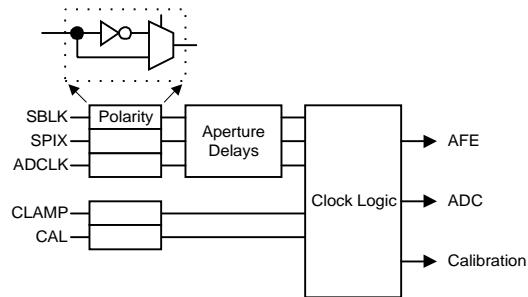 SBLK
Polarity
SPIX
ADCLK
Aperture
Delays
CLAMP
CAL
Clock Logic
AFE
ADC
Calibration